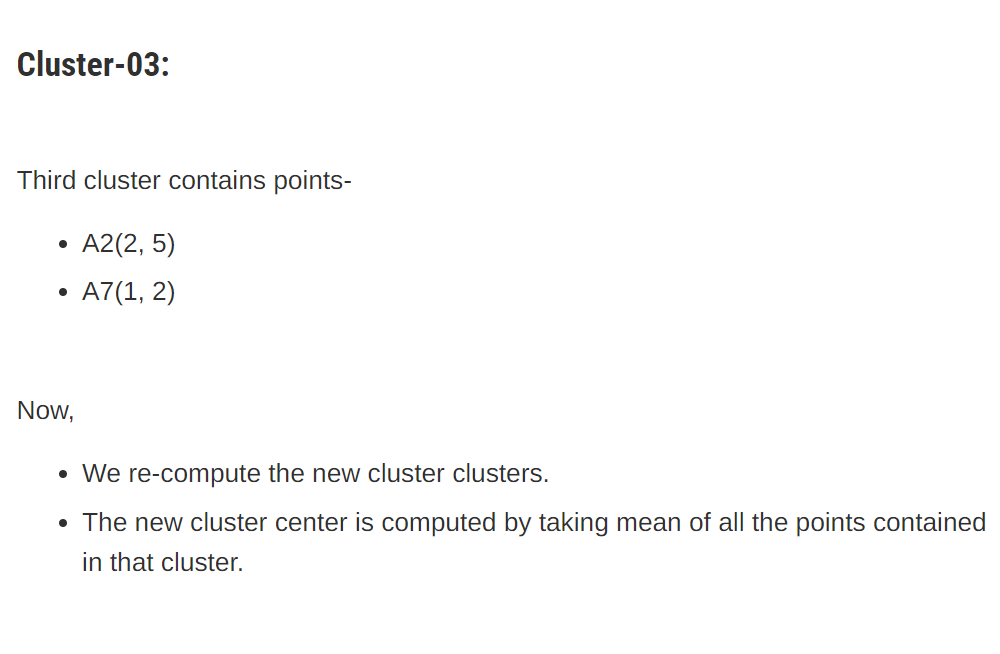 Cluster-03:
Third cluster contains points-
• A2(2, 5)
• A7(1, 2)
Now,
• We re-compute the new cluster clusters.
• The new cluster center is computed by taking mean of all the points contained
in that cluster.